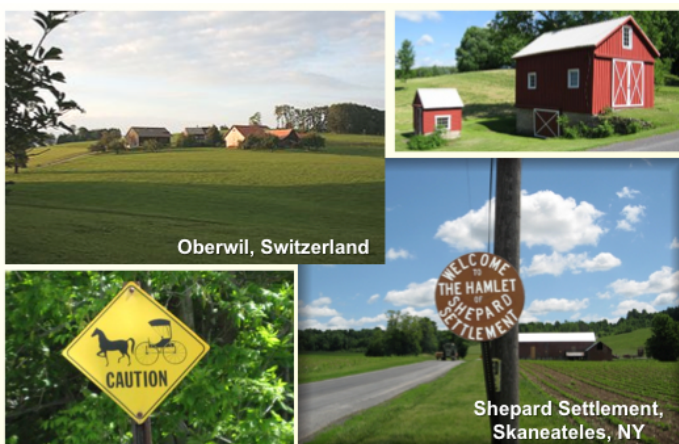 Oberwil, Switzerland
WELCOME
TO
THE HAMLET
OF
SHEPARD
SETTLEMENT
CAUTION
Shepard Settlement,
Skaneateles, NY